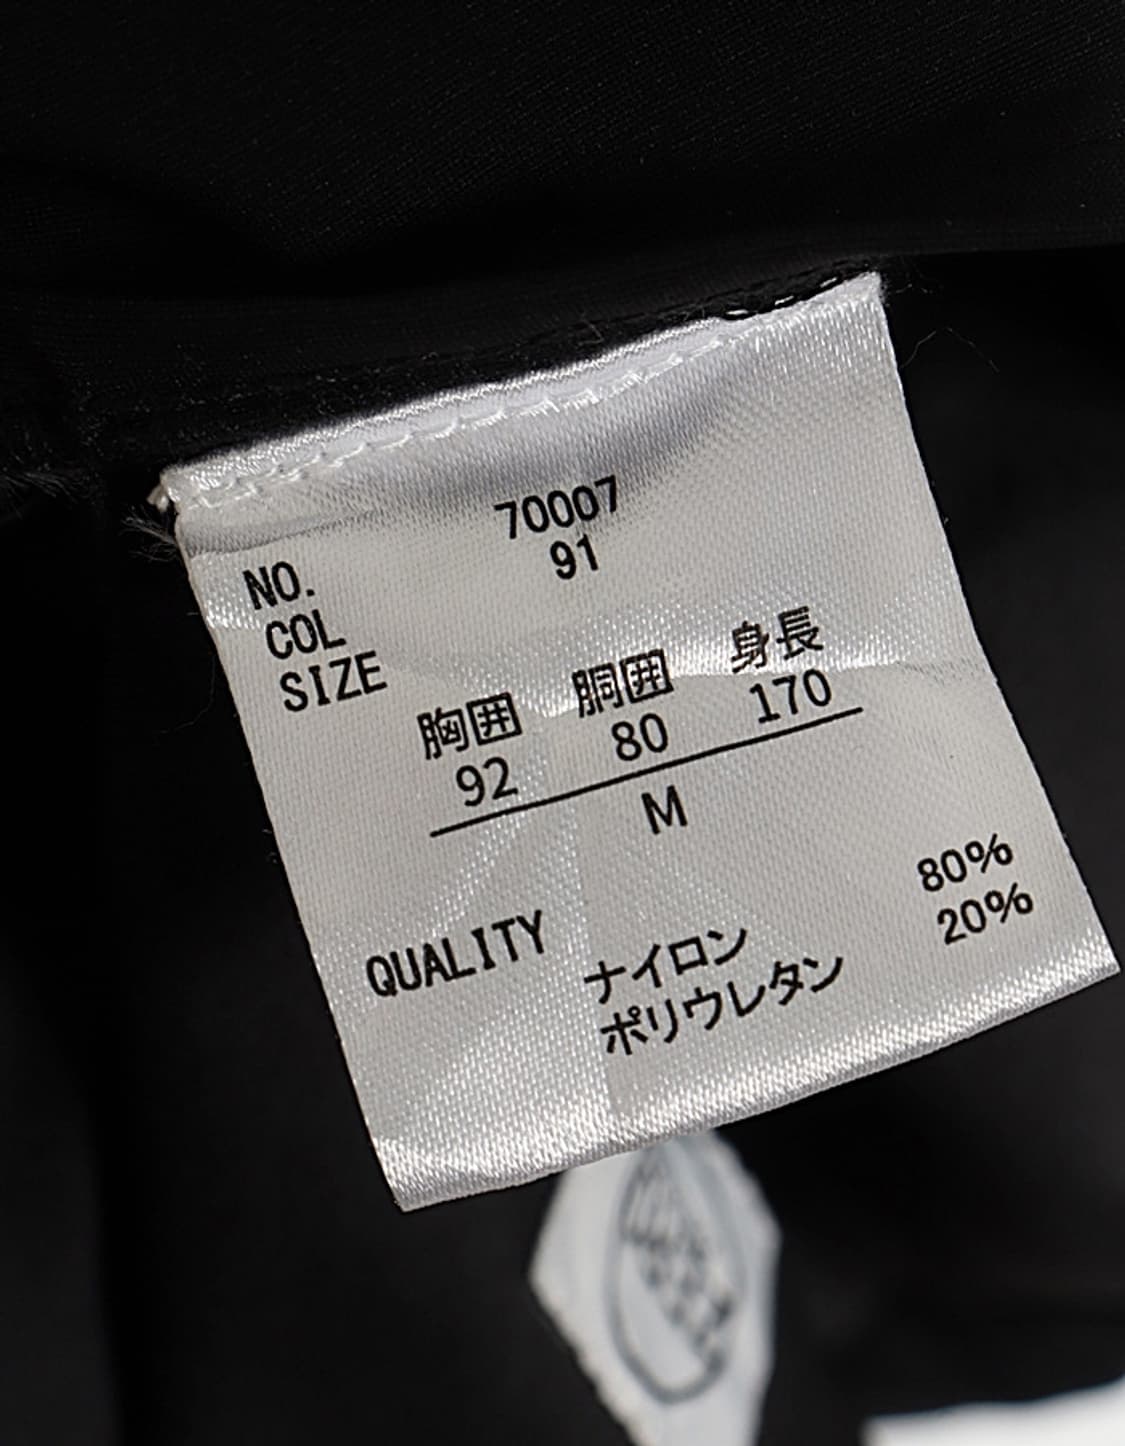 NO. 70007
COL 91
SIZE
胸囲 胴囲 身長
92 80 170
M
QUALITY
ナイロン 80%
ポリウレタン 20%